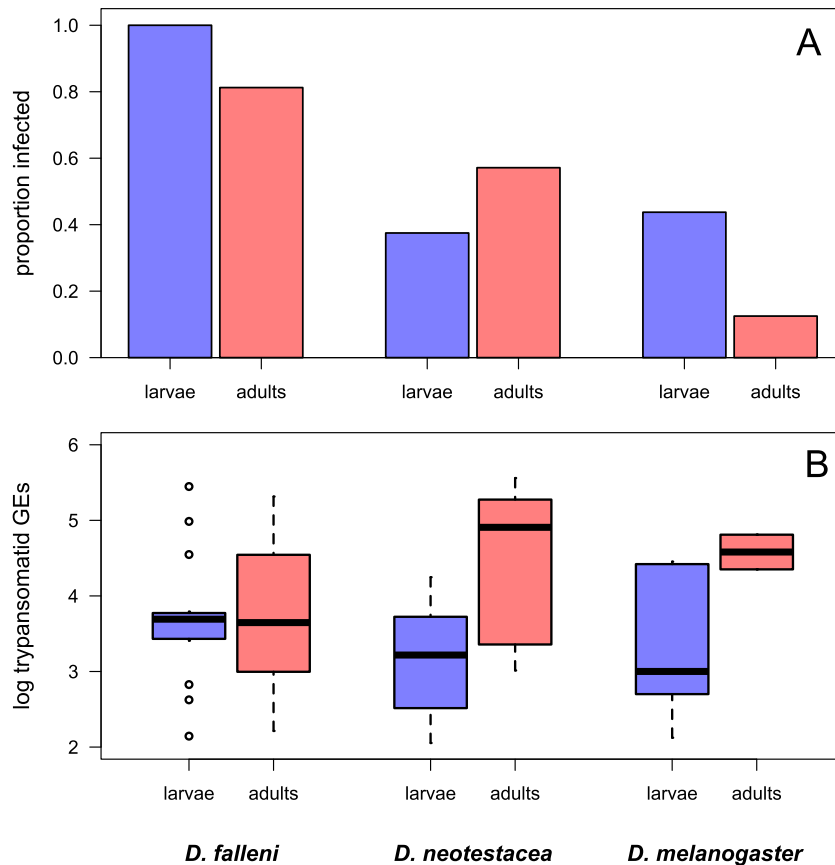 A
proportion infected
1.0
0.8
0.6
0.4
0.2
0.0
larvae adults larvae adults larvae adults
B
log trypansomatid GEs
6
5
4
3
2
larvae adults larvae adults larvae adults
D. falleni D. neotestacea D. melanogaster